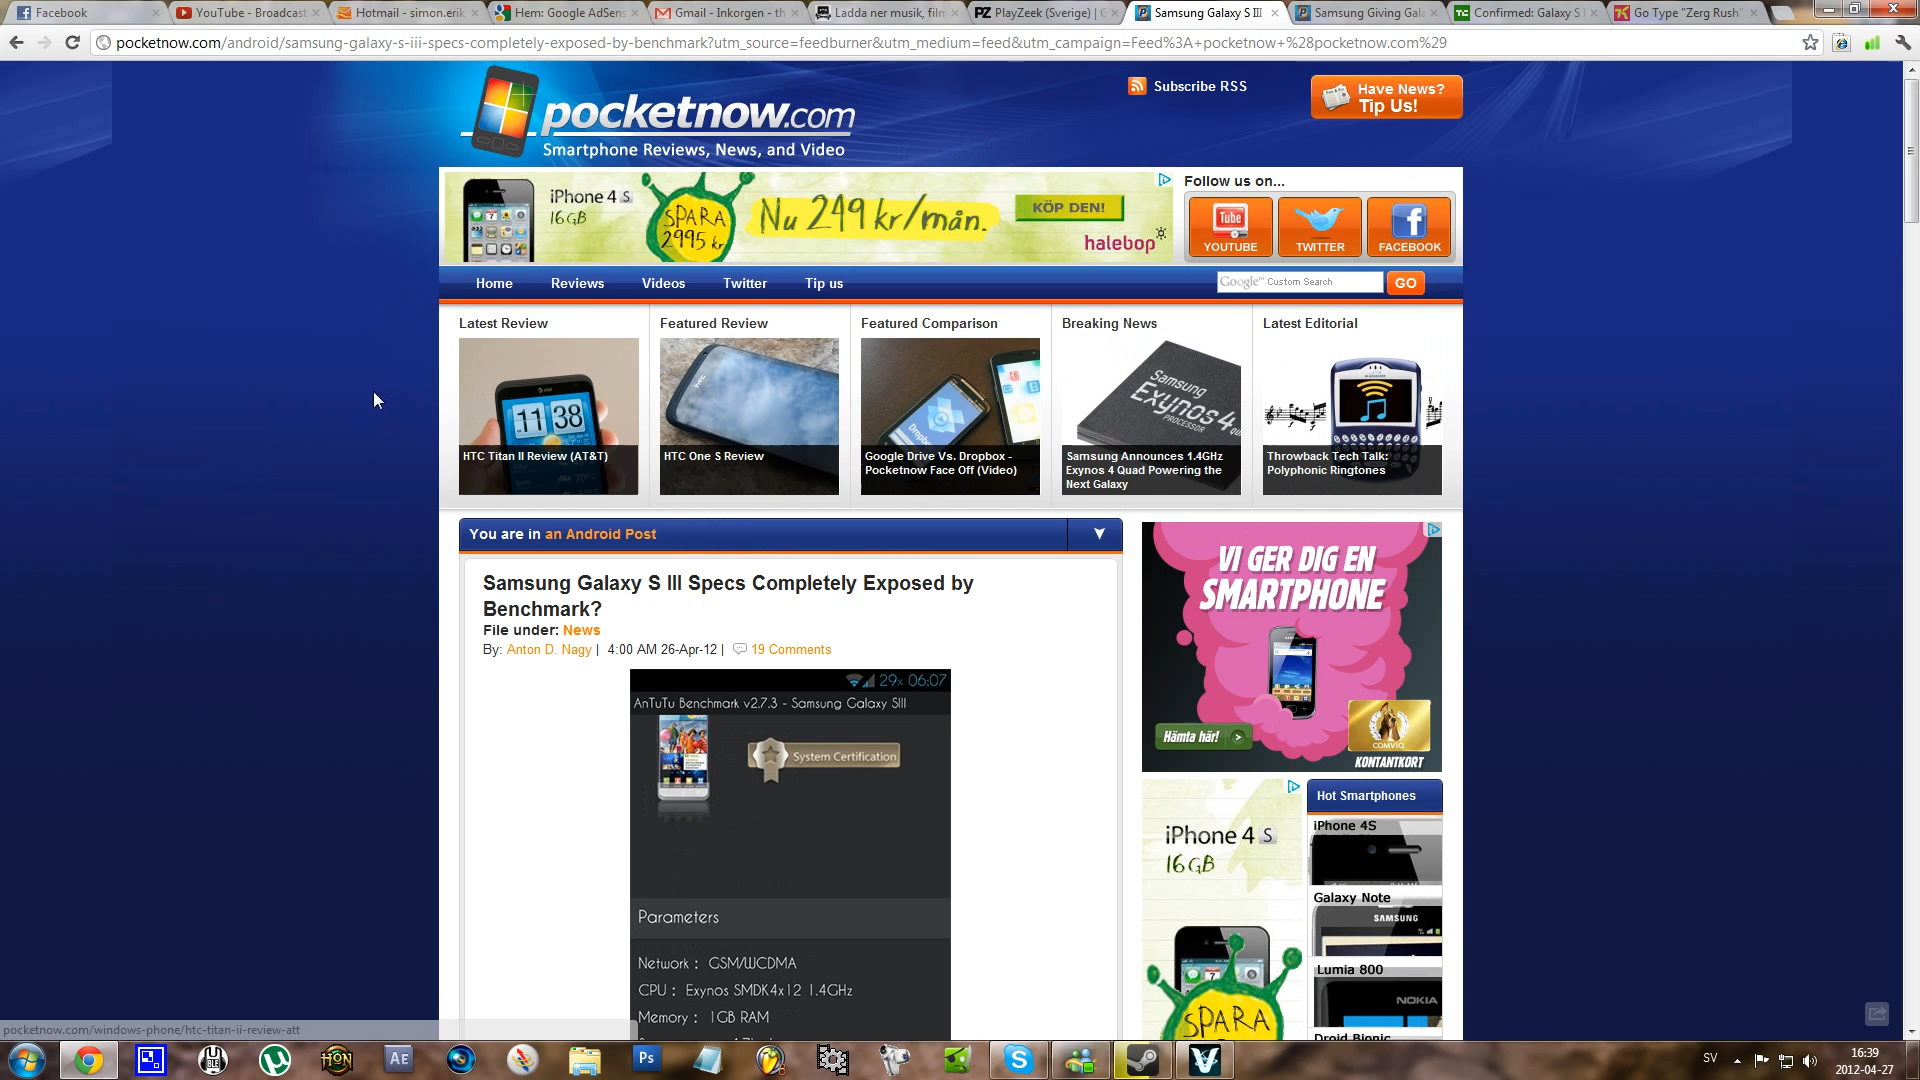 Facebook
YouTube - Broadcast
Hotmail - simon.erik
Hem: Google AdSens
Gmail - Inkorgen - th
Ladda ner musik, film
PlayZeek (Sverige) | G
Samsung Galaxy S III
Samsung Giving Gala
Confirmed: Galaxy S I
Go Type "Zerg Rush"
pocketnow.com/android/samsung-galaxy-s-iii-specs-completely-exposed-by-benchmark?utm_source=feedburner&utm_medium=feed&utm_campaign=Feed%3A+pocketnow+%28pocketnow.com%29
pocketnow.com
Smartphone Reviews, News, and Video
Subscribe RSS
Have News?
Tip Us!
iPhone 4 S
16GB
SPARA
2995 kr
Nu 249 kr/mån.
KÖP DEN!
halebop
Follow us on...
Tube
YOUTUBE
TWITTER
FACEBOOK
Home
Reviews
Videos
Twitter
Tip us
Google™ Custom Search
GO
Latest Review
Featured Review
Featured Comparison
Breaking News
Latest Editorial
11 38
Dropbox
Samsung
Exynos 4 Qu
PROCESSOR
HTC Titan II Review (AT&T)
HTC One S Review
Google Drive Vs. Dropbox -
Pocketnow Face Off (Video)
Samsung Announces 1.4GHz
Exynos 4 Quad Powering the
Next Galaxy
Throwback Tech Talk:
Polyphonic Ringtones
You are in an Android Post
Samsung Galaxy S III Specs Completely Exposed by
Benchmark?
File under: News
By: Anton D. Nagy | 4:00 AM 26-Apr-12 | 19 Comments
29% 06:07
AnTuTu Benchmark v2.7.3 - Samsung Galaxy SIII
System Certification
Parameters
Network : GSM/WCDMA
CPU : Exynos SMDK4x12 1.4GHz
Memory : 1GB RAM
VI GER DIG EN
SMARTPHONE
Hämta här!
COMVIQ
KONTANTKORT
iPhone 4 S
16GB
SPARA
Hot Smartphones
iPhone 4S
Galaxy Note
SAMSUNG
Lumia 800
NOKIA
Droid Bionic
pocketnow.com/windows-phone/htc-titan-ii-review-att
HON
Ae
Ps
SV
16:39
2012-04-27